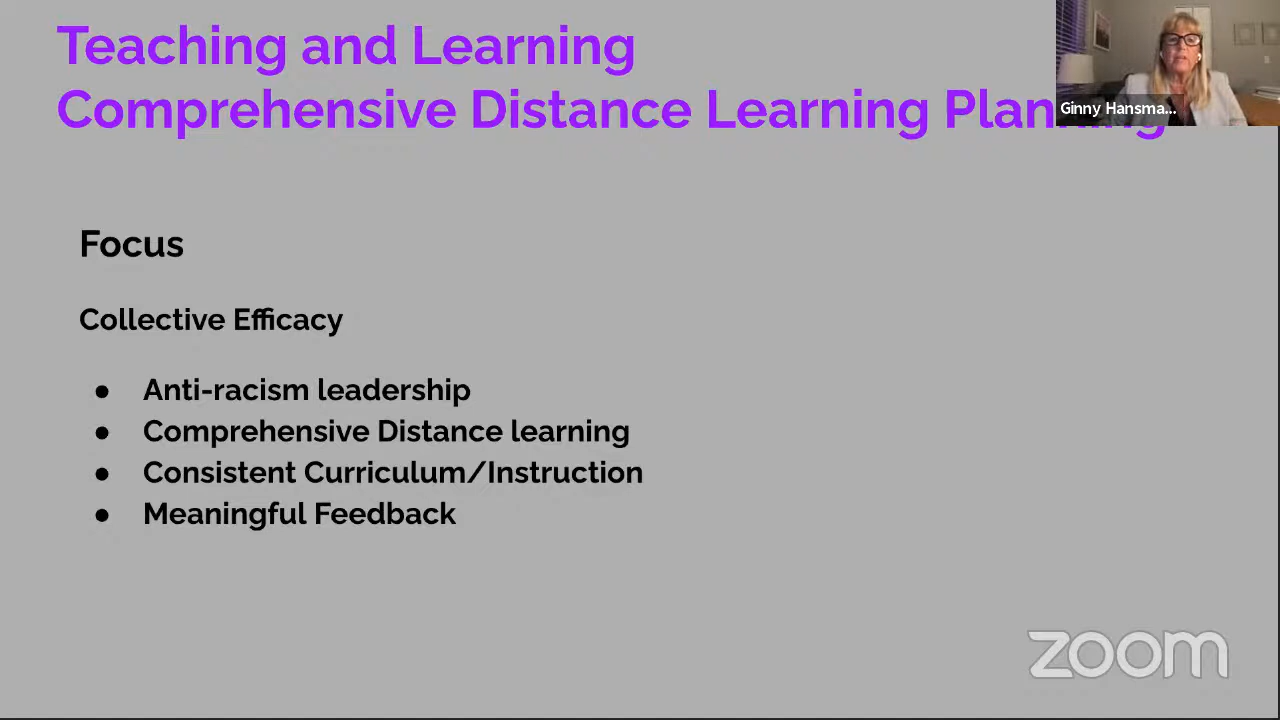 Teaching and Learning
Comprehensive Distance Learning Planning
Ginny Hansma...
Focus
Collective Efficacy
● Anti-racism leadership
● Comprehensive Distance learning
● Consistent Curriculum/Instruction
● Meaningful Feedback
zoom